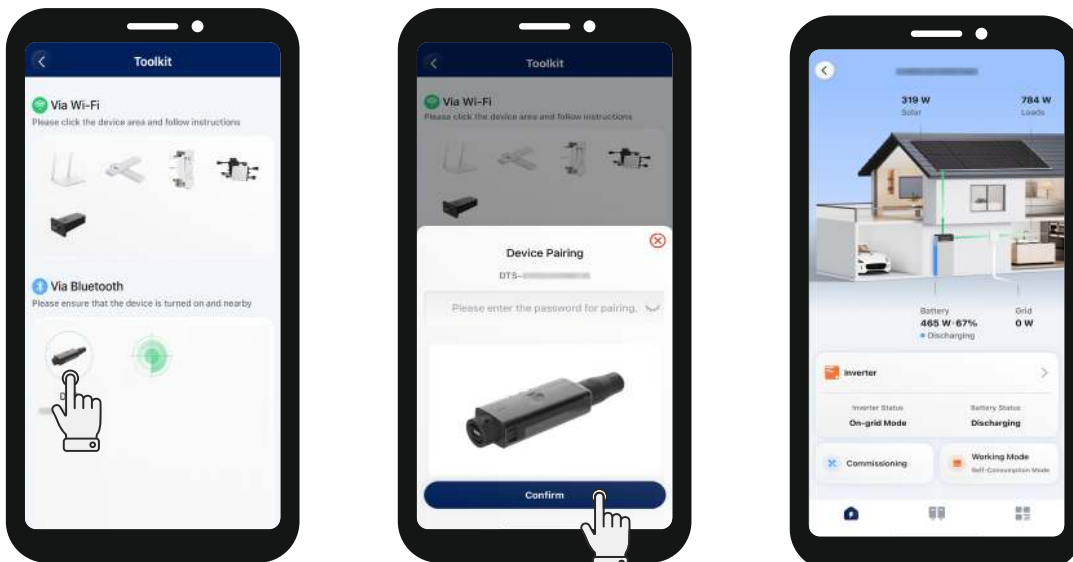 Toolkit
Via Wi-Fi
Please click the device area and follow instructions
Via Bluetooth
Please ensure that the device is turned on and nearby
D
Toolkit
Via Wi-Fi
Please click the device area and follow instructions
Device Pairing
DTS-
Please enter the password for pairing.
Confirm
319 W 784 W
Solar Loads
Battery Grid
465 W·67% 0 W
Discharging
Inverter
Inverter Status Battery Status
On-grid Mode Discharging
Commissioning
Working Mode
Self-Consumption Mode